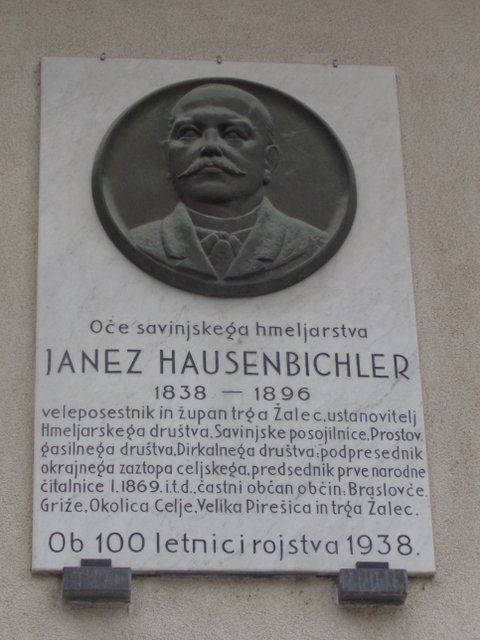 Oče savinjskega hmeljarstva
JANEZ HAUSENBICHLER
1838 — 1896
veleposestnik in župan trga Žalec, ustanovitelj
Hmeljarskega društva, Savinjske posojilnice, Prostov.
gasilnega društva, Dirkalnega društva: podpresednik
okrajnega zaztopa celjskega, predsednik prve narodne
čitalnice l. 1869. i.t.d., častni občan občin: Brąslovče.
Griže, Okolica Celje, Velika Pirešica in trga Žalec.
Ob 100 letnici rojstva 1938.